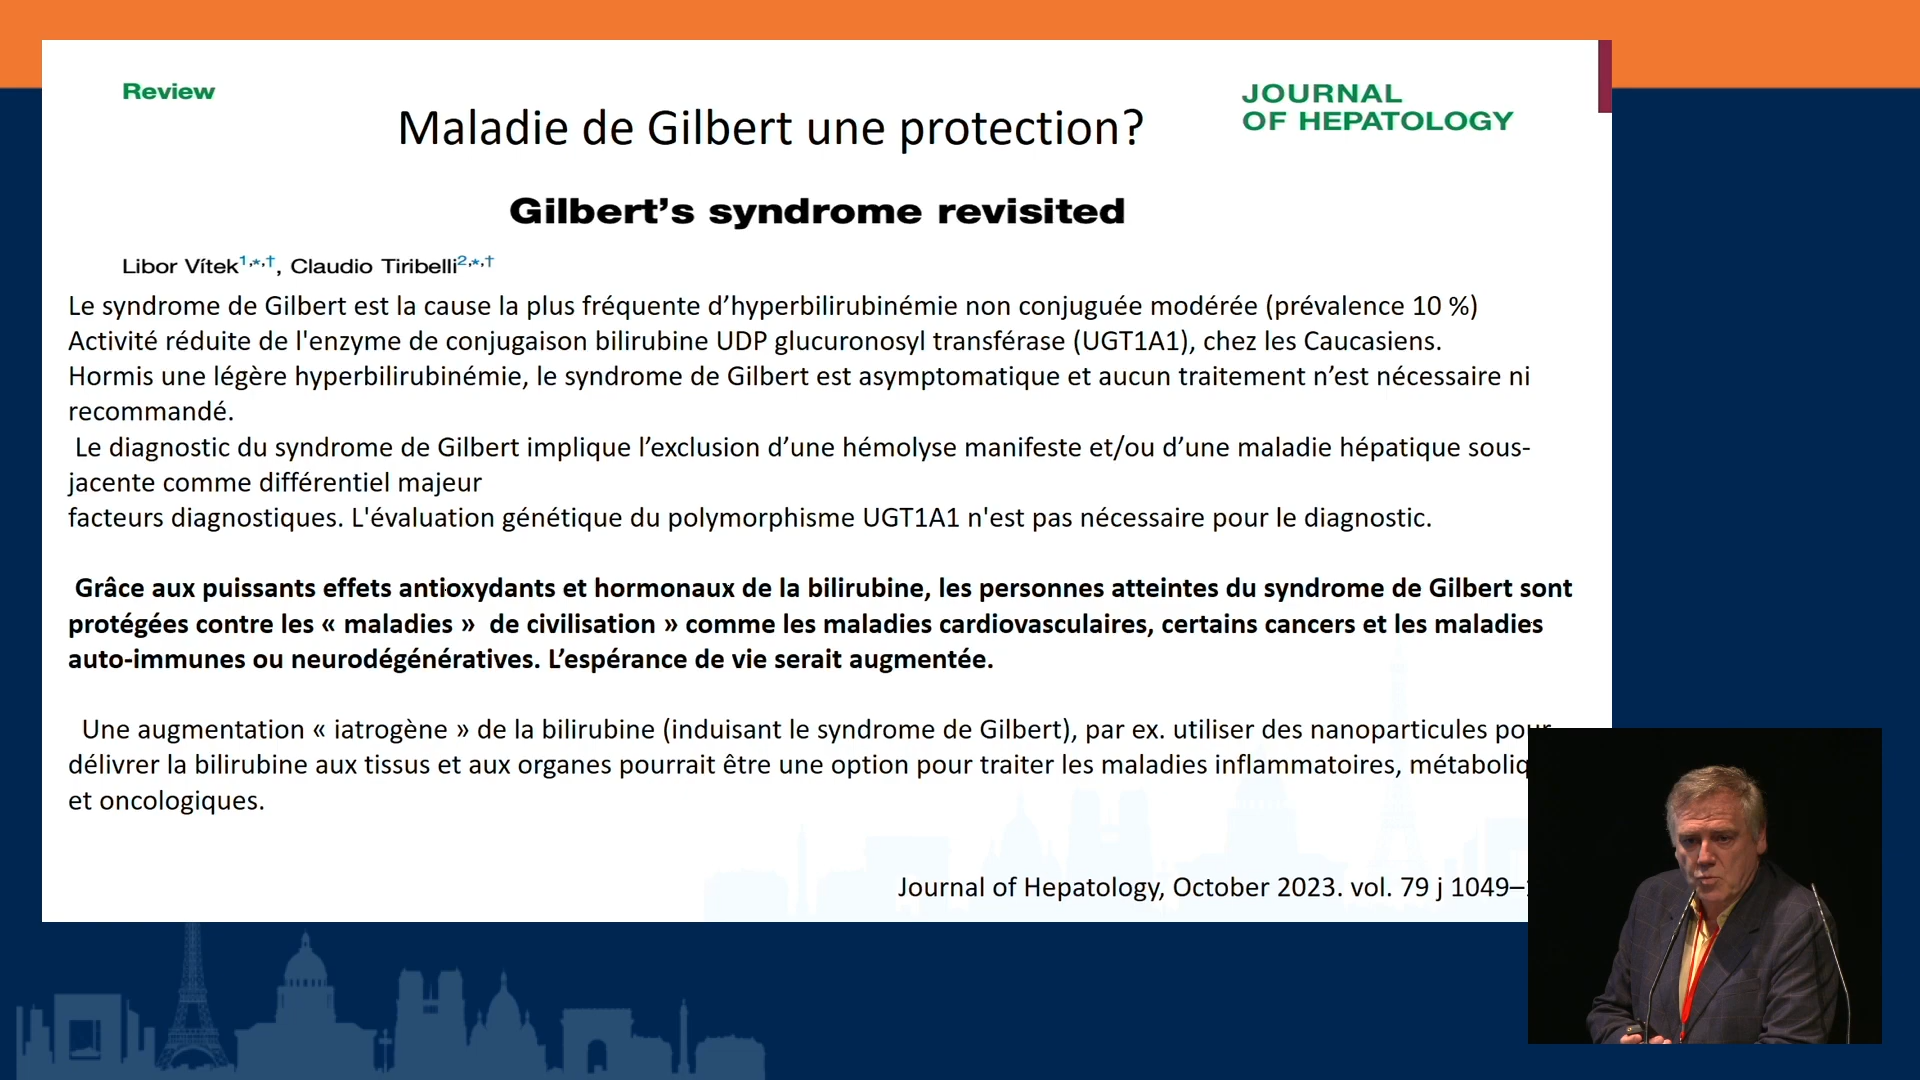 Review
JOURNAL
OF HEPATOLOGY
Maladie de Gilbert une protection?
Gilbert’s syndrome revisited
Libor Vítek1,*,†, Claudio Tiribelli2,*,†
Le syndrome de Gilbert est la cause la plus fréquente d’hyperbilirubinémie non conjuguée modérée (prévalence 10 %)
Activité réduite de l'enzyme de conjugaison bilirubine UDP glucuronosyl transférase (UGT1A1), chez les Caucasiens.
Hormis une légère hyperbilirubinémie, le syndrome de Gilbert est asymptomatique et aucun traitement n’est nécessaire ni
recommandé.
Le diagnostic du syndrome de Gilbert implique l’exclusion d’une hémolyse manifeste et/ou d’une maladie hépatique sous-
jacente comme différentiel majeur
facteurs diagnostiques. L'évaluation génétique du polymorphisme UGT1A1 n'est pas nécessaire pour le diagnostic.
Grâce aux puissants effets antioxydants et hormonaux de la bilirubine, les personnes atteintes du syndrome de Gilbert sont
protégées contre les « maladies »  de civilisation » comme les maladies cardiovasculaires, certains cancers et les maladies
auto-immunes ou neurodégénératives. L’espérance de vie serait augmentée.
Une augmentation « iatrogène » de la bilirubine (induisant le syndrome de Gilbert), par ex. utiliser des nanoparticules pour
délivrer la bilirubine aux tissus et aux organes pourrait être une option pour traiter les maladies inflammatoires,
et oncologiques.
Journal of Hepatology, October 2023. vol. 79 j 1049–